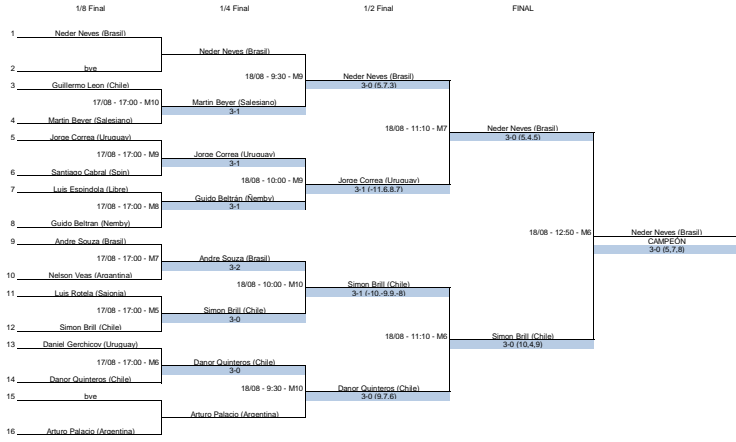 1/8 Final 1/4 Final 1/2 Final FINAL
1 Neder Neves (Brasil)
Neder Neves (Brasil)
2 bye
18/08 - 9:30 - M9 Neder Neves (Brasil)
3 Guillermo Leon (Chile)
3-0 (5,7,3)
17/08 - 17:00 - M10 Martin Beyer (Salesiano)
3-1
4 Martin Beyer (Salesiano)
18/08 - 11:10 - M7 Neder Neves (Brasil)
5 Jorge Correa (Uruguay)
3-0 (5,4,5)
17/08 - 17:00 - M9 Jorge Correa (Uruguay)
3-1
6 Santiago Cabral (Spin)
18/08 - 10:00 - M9 Jorge Correa (Uruguay)
7 Luis Espindola (Libre)
3-1 (-11,6,8,7)
17/08 - 17:00 - M8 Guido Beltrán (Ñemby)
3-1
8 Guido Beltran (Nemby)
18/08 - 12:50 - M6 Neder Neves (Brasil)
9 Andre Souza (Brasil)
CAMPEÓN
3-0 (5,7,8)
17/08 - 17:00 - M7 Andre Souza (Brasil)
3-2
10 Nelson Veas (Argantina)
18/08 - 10:00 - M10 Simon Brill (Chile)
11 Luis Rotela (Sajonia)
3-1 (-10,-9,9,-8)
17/08 - 17:00 - M5 Simon Brill (Chile)
3-0
12 Simon Brill (Chile)
18/08 - 11:10 - M6 Simon Brill (Chile)
13 Daniel Gerchicov (Uruguay)
3-0 (10,4,9)
17/08 - 17:00 - M6 Danor Quinteros (Chile)
3-0
14 Danor Quinteros (Chile)
18/08 - 9:30 - M10 Danor Quinteros (Chile)
15 bye
3-0 (9,7,6)
Arturo Palacio (Argentina)
16 Arturo Palacio (Argentina)